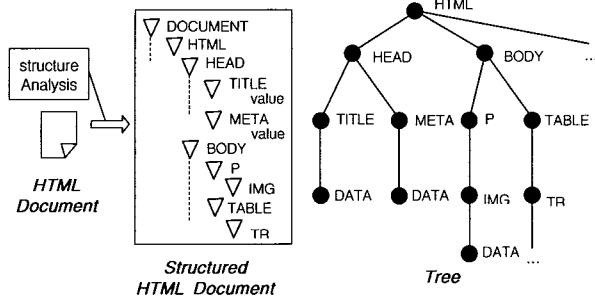 structure
Analysis
HTML
Document
DOCUMENT
HTML
HEAD
TITLE
value
META
value
BODY
P
IMG
TABLE
TR
Structured
HTML Document
HTML
HEAD
BODY
...
TITLE
META
P
TABLE
DATA
DATA
IMG
TR
DATA
...
Tree